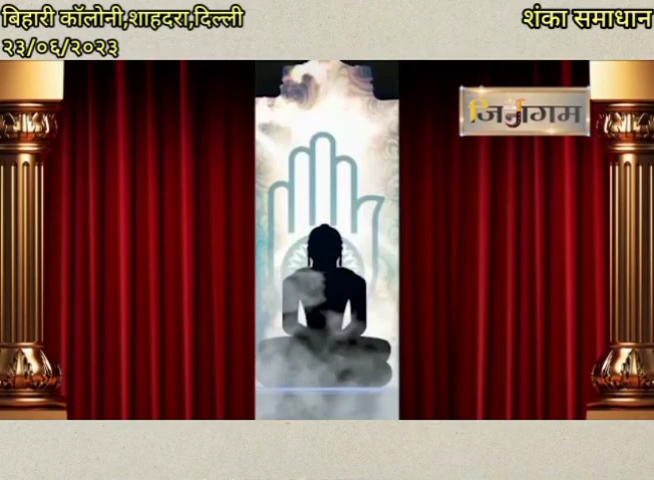 बिहारी कॉलोनी,शाहदरा,दिल्ली
शंका समाधान
२३/०६/२०२३
जिनागम